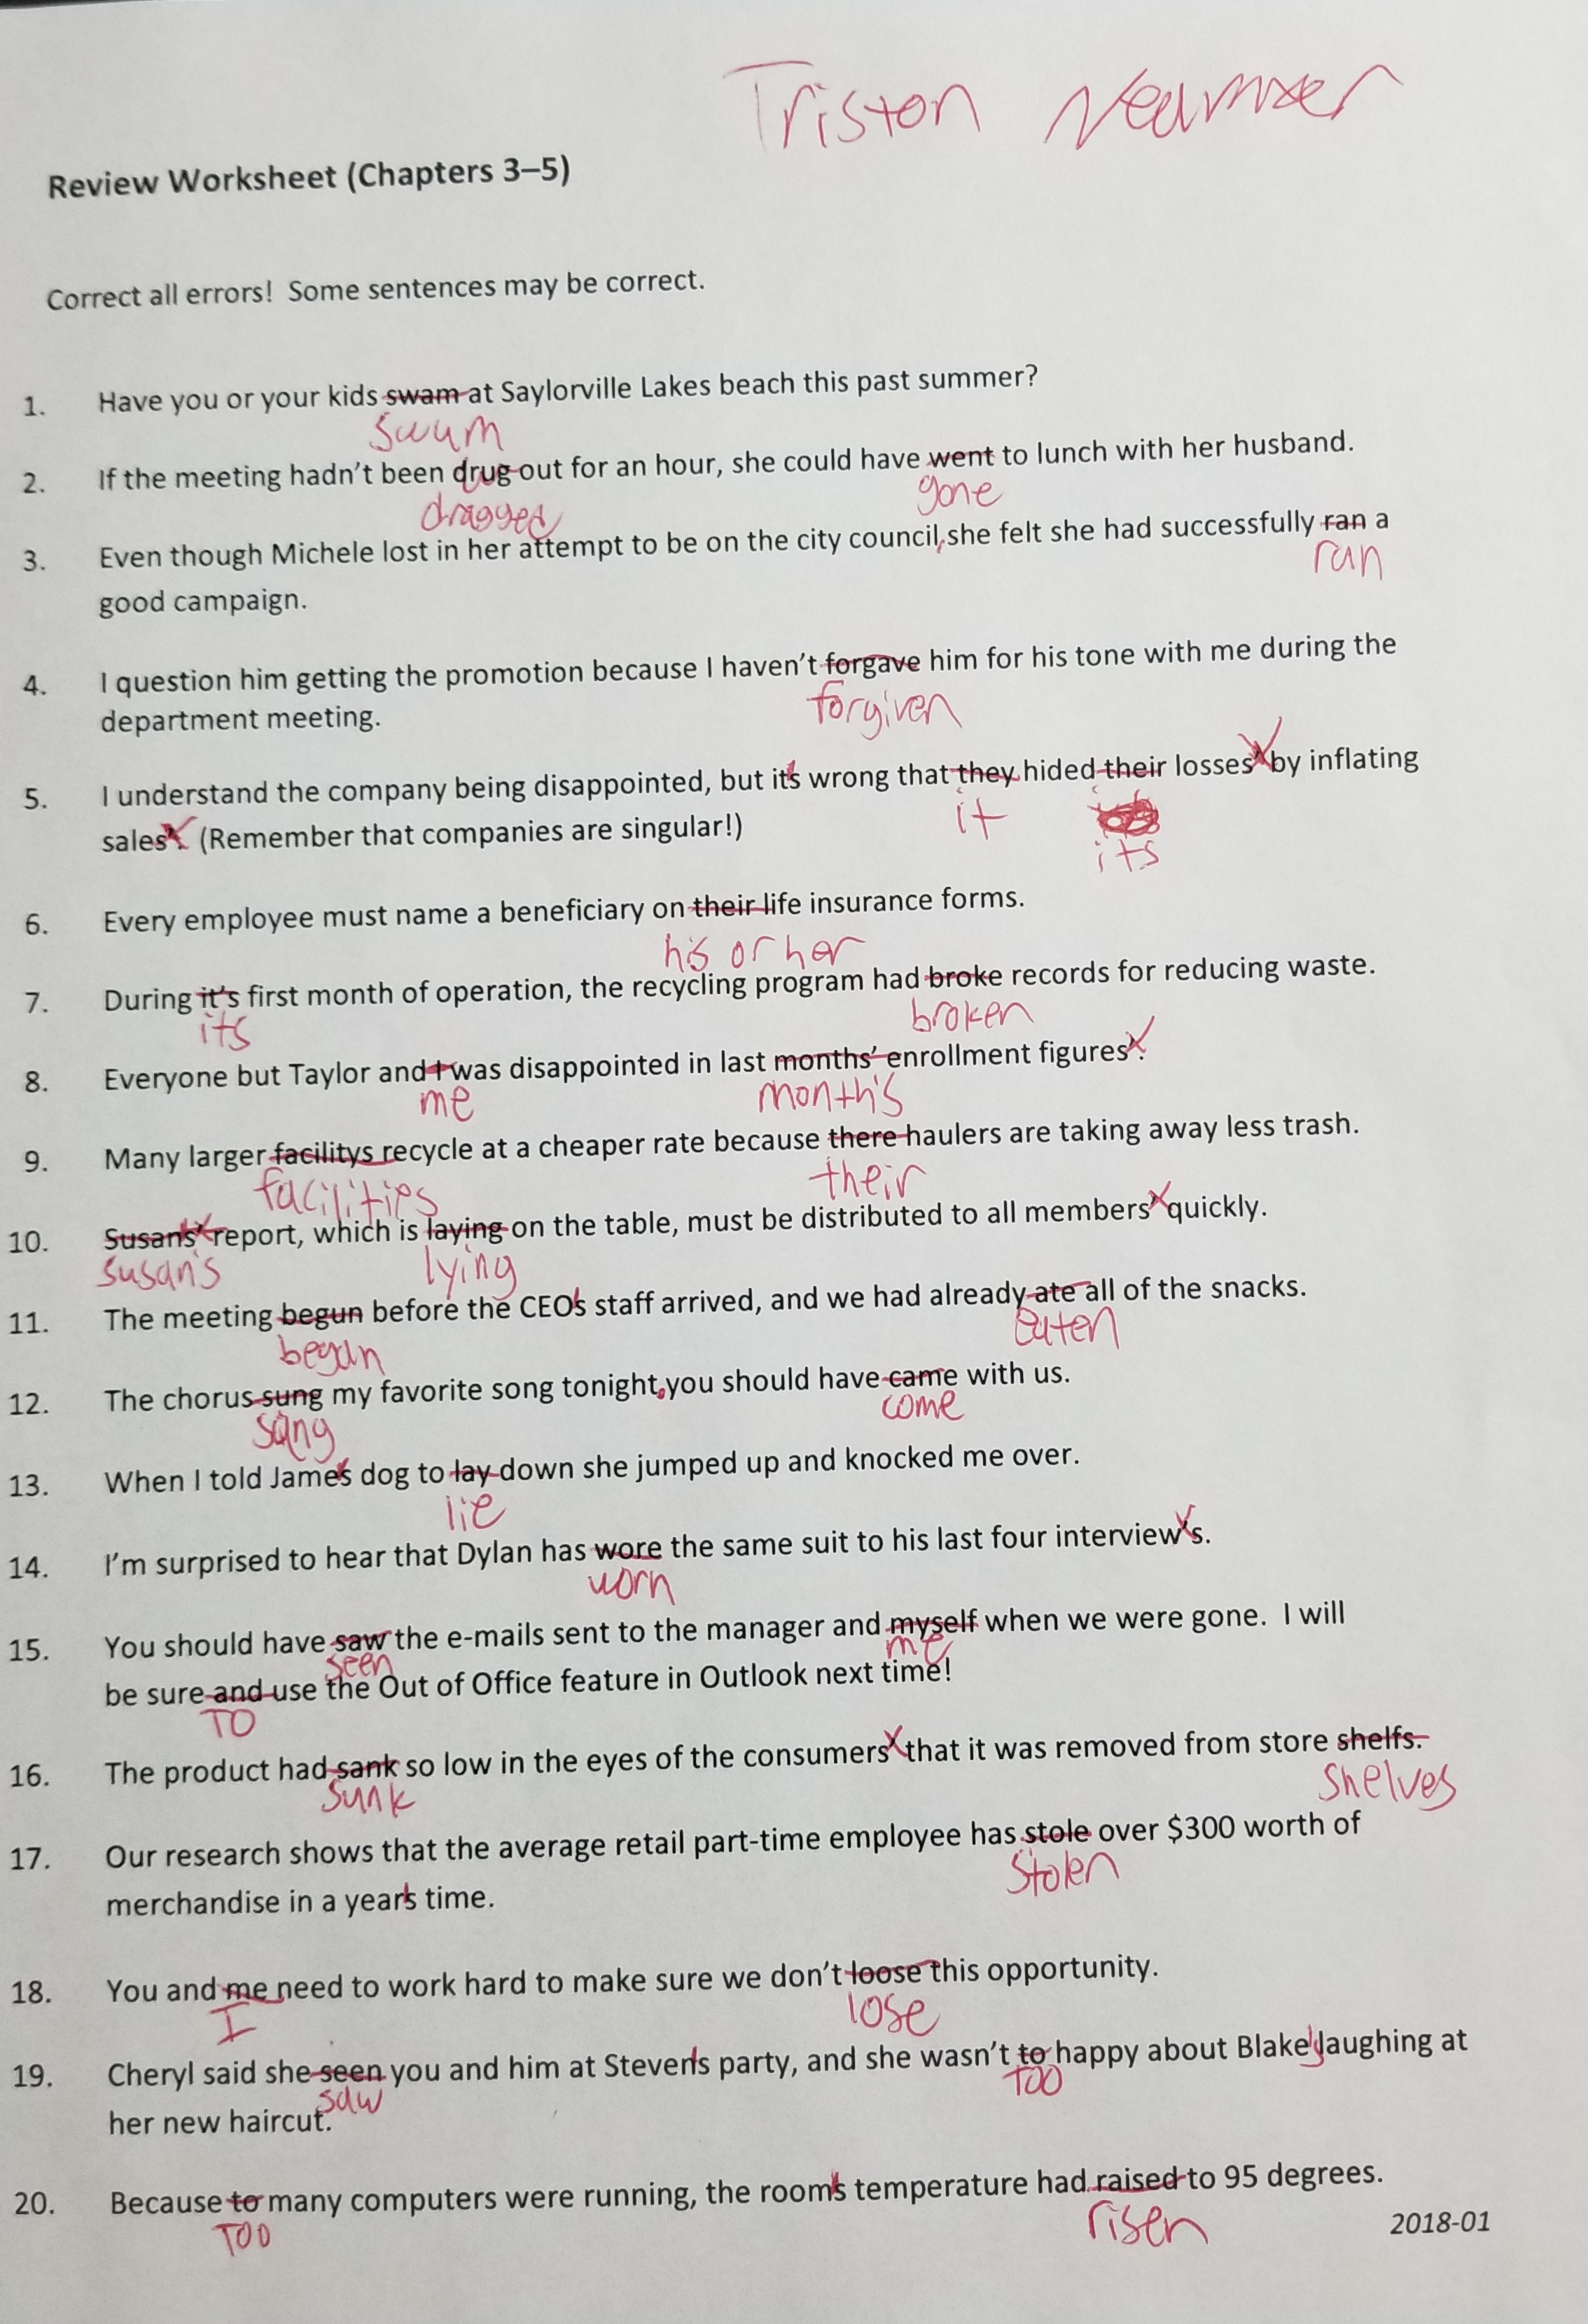 Triston
Review Worksheet (Chapters 3–5)
Correct all errors! Some sentences may be correct.
1. Have you or your kids swam at Saylorville Lakes beach this past summer?
swum
2. If the meeting hadn't been drug out for an hour, she could have went to lunch with her husband.
dragged gone
3. Even though Michele lost in her attempt to be on the city council, she felt she had successfully ran a
good campaign.
4. I question him getting the promotion because I haven't forgave him for his tone with me during the
forgiven
department meeting.
5. I understand the company being disappointed, but it's wrong that they hided their losses' by inflating
it its
sales'. (Remember that companies are singular!)
6. Every employee must name a beneficiary on their life insurance forms.
his or her
7. During it's first month of operation, the recycling program had broke records for reducing waste.
its broken
8. Everyone but Taylor and I was disappointed in last months' enrollment figures'.
me month's
9. Many larger facilitys recycle at a cheaper rate because there haulers are taking away less trash.
facilities their
10. Susans' report, which is laying on the table, must be distributed to all members' quickly.
susan's lying
11. The meeting begun before the CEO's staff arrived, and we had already ate all of the snacks.
began eaten
12. The chorus sung my favorite song tonight, you should have came with us.
sang come
13. When I told Jame's dog to lay down she jumped up and knocked me over.
lie
14. I'm surprised to hear that Dylan has wore the same suit to his last four interview's.
worn
15. You should have saw the e-mails sent to the manager and myself when we were gone. I will
seen me
be sure and use the Out of Office feature in Outlook next time!
TO
16. The product had sank so low in the eyes of the consumers' that it was removed from store shelfs.
sunk shelves
17. Our research shows that the average retail part-time employee has stole over $300 worth of
Stolen
merchandise in a year's time.
18. You and me need to work hard to make sure we don't loose this opportunity.
I lose
19. Cheryl said she seen you and him at Steven's party, and she wasn't to happy about Blake's laughing at
saw TOO
her new haircut.
20. Because to many computers were running, the room's temperature had raised to 95 degrees.
TOO risen
2018-01